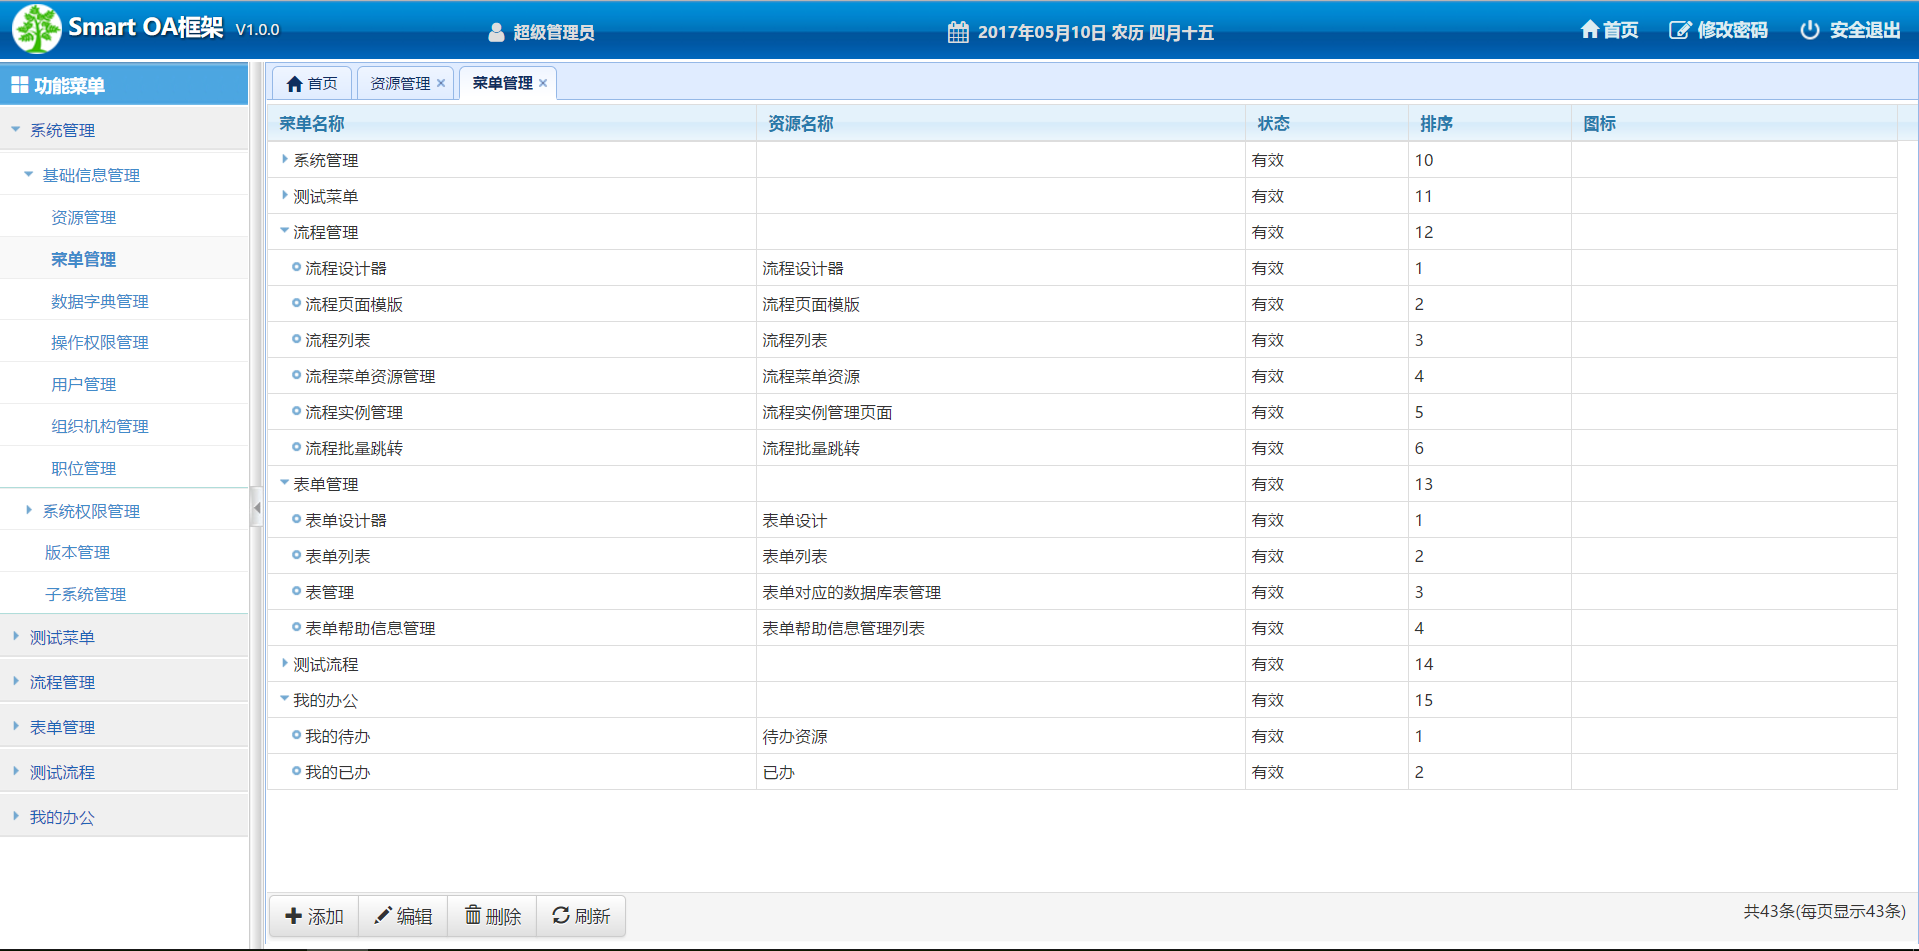 Smart OA框架 V1.0.0 超级管理员 2017年05月10日 农历 四月十五 首页 修改密码 安全退出
功能菜单
系统管理
基础信息管理
资源管理
菜单管理
数据字典管理
操作权限管理
用户管理
组织机构管理
职位管理
系统权限管理
版本管理
子系统管理
测试菜单
流程管理
表单管理
测试流程
我的办公
首页 资源管理 × 菜单管理 ×
菜单名称 资源名称 状态 排序 图标
系统管理 有效 10
测试菜单 有效 11
流程管理 有效 12
流程设计器 流程设计器 有效 1
流程页面模版 流程页面模版 有效 2
流程列表 流程列表 有效 3
流程菜单资源管理 流程菜单资源 有效 4
流程实例管理 流程实例管理页面 有效 5
流程批量跳转 流程批量跳转 有效 6
表单管理 有效 13
表单设计器 表单设计 有效 1
表单列表 表单列表 有效 2
表管理 表单对应的数据库表管理 有效 3
表单帮助信息管理 表单帮助信息管理列表 有效 4
测试流程 有效 14
我的办公 有效 15
我的待办 待办资源 有效 1
我的已办 已办 有效 2
添加 编辑 删除 刷新 共43条(每页显示43条)